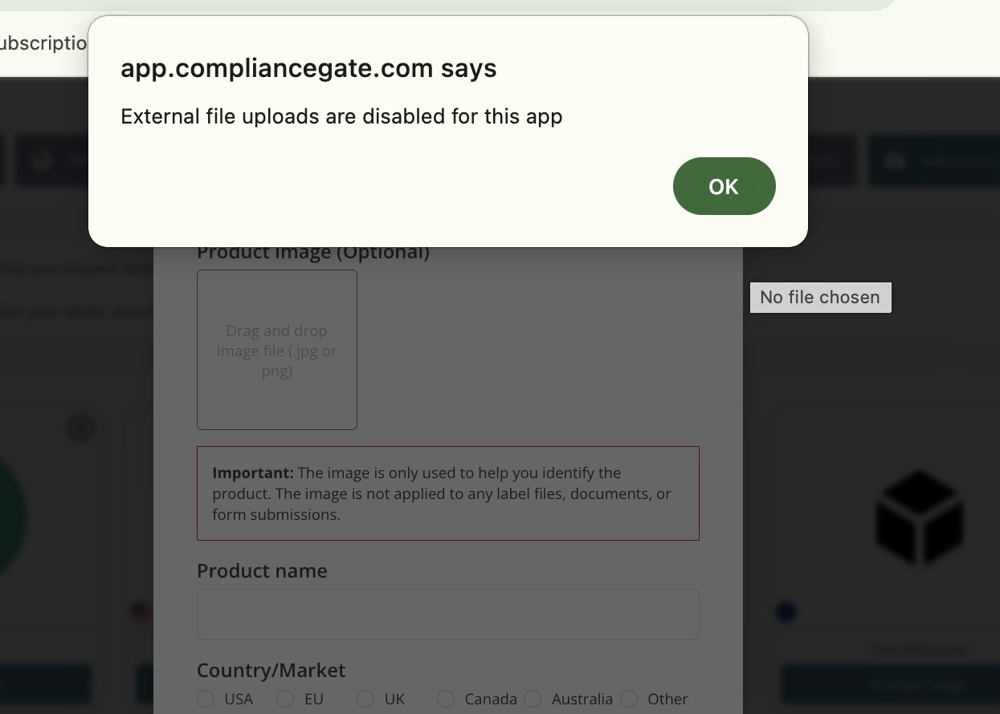 ubscriptio
app.compliancegate.com says
External file uploads are disabled for this app
OK
Product image (Optional)
No file chosen
Drag and drop
image file (.jpg or
png)
Important: The image is only used to help you identify the
product. The image is not applied to any label files, documents, or
form submissions.
Product name
Country/Market
USA EU UK Canada Australia Other